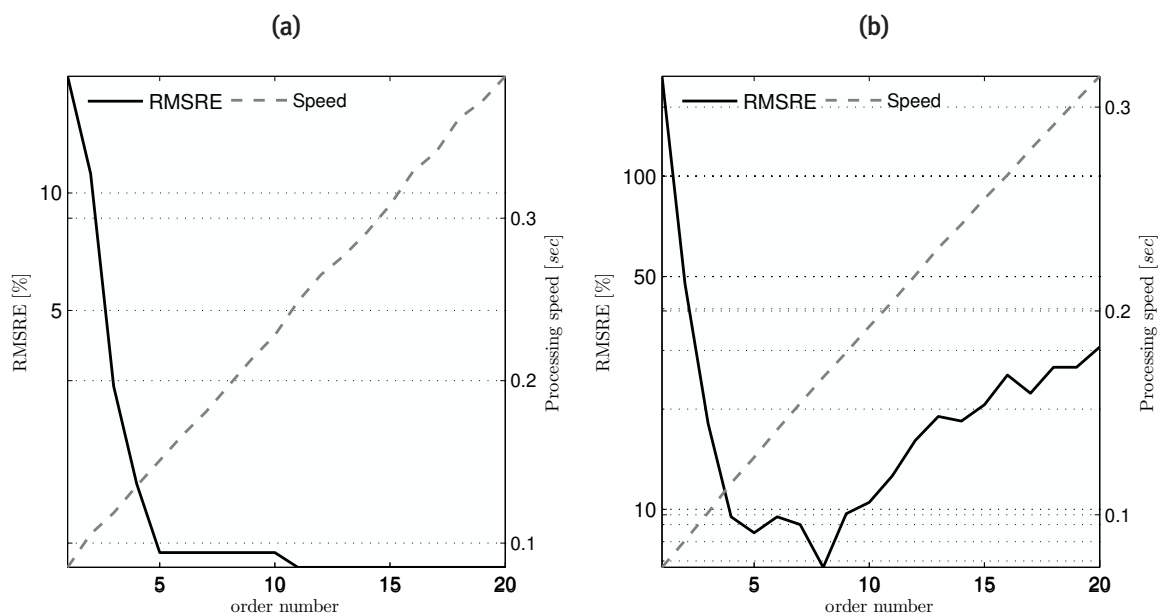 (a)
RMSRE Speed
10
5
0.3
0.2
0.1
RMSRE [%]
Processing speed [sec]
5 10 15 20
order number
(b)
RMSRE Speed
100
50
10
0.3
0.2
0.1
RMSRE [%]
Processing speed [sec]
5 10 15 20
order number